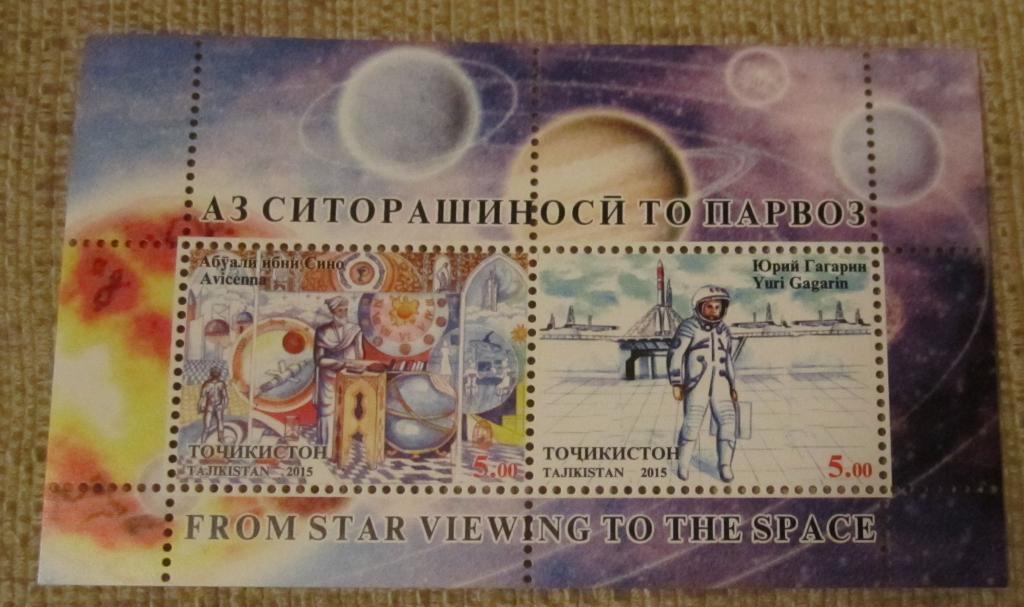 АЗ СИТОРАШИНОСӢ ТО ПАРВОЗ
Абӯалӣ ибни Сино
Avicenna
ТОҶИКИСТОН
TAJIKISTAN 2015
5.00
Юрий Гагарин
Yuri Gagarin
ТОҶИКИСТОН
TAJIKISTAN 2015
5.00
FROM STAR VIEWING TO THE SPACE